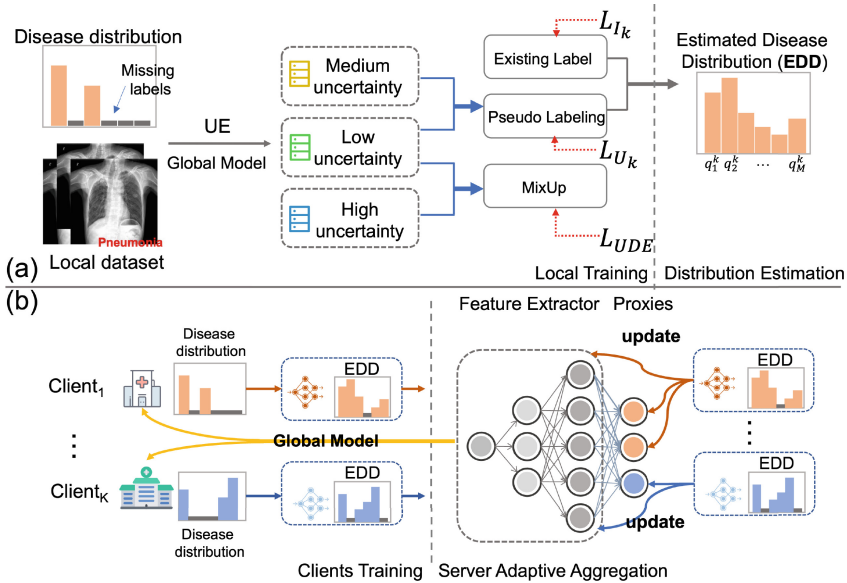 Disease distribution
Missing
labels
Pneumonia
Local dataset
(a)
UE
Global Model
Medium
uncertainty
Low
uncertainty
High
uncertainty
L_{I_k}
Existing Label
Pseudo Labeling
L_{U_k}
MixUp
L_{UDE}
Estimated Disease
Distribution (EDD)
q_1^k q_2^k ... q_M^k
Local Training
Distribution Estimation
(b)
Feature Extractor
Proxies
Disease
distribution
EDD
Client_1
Global Model
Client_K
EDD
Disease
distribution
update
EDD
EDD
update
Clients Training
Server Adaptive Aggregation